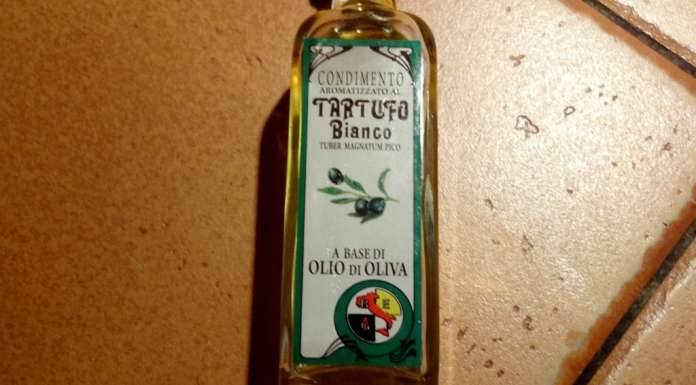 CONDIMENTO
AROMATIZZATO AL
TARTUFO
Bianco
TUBER MAGNATUM PICO
A BASE DI
OLIO DI OLIVA